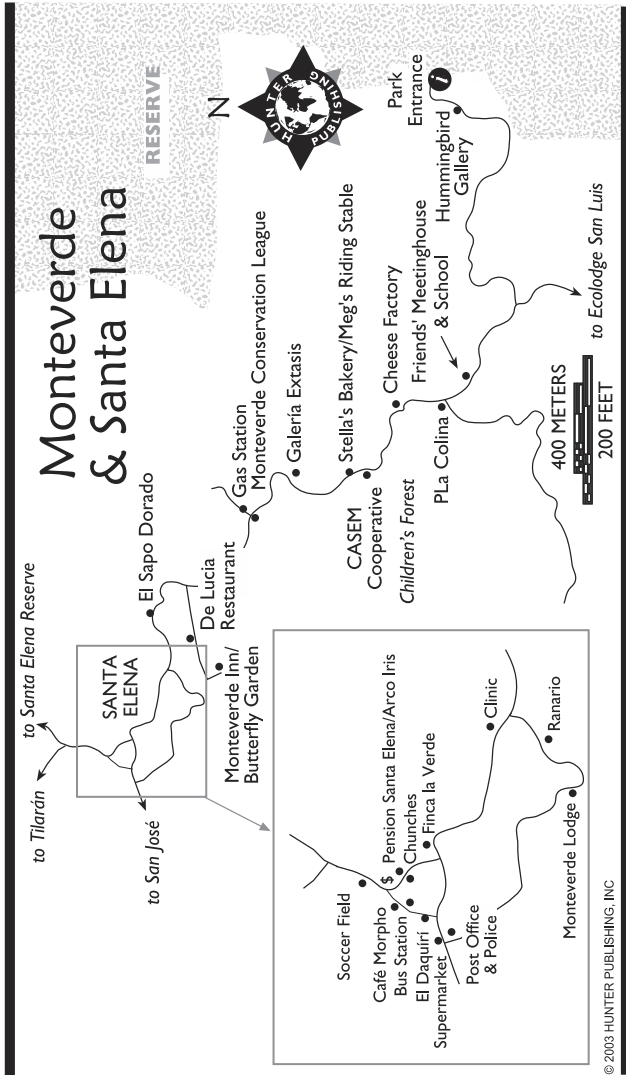 Monteverde
& Santa Elena
RESERVE
N
HUNTER
PUBLISHING
to Santa Elena Reserve
to Tilarán
to San José
SANTA
ELENA
El Sapo Dorado
De Lucia
Restaurant
Monteverde Inn/
Butterfly Garden
Gas Station
Monteverde Conservation League
Galería Extasis
Stella's Bakery/Meg's Riding Stable
CASEM
Cooperative
Children's Forest
Cheese Factory
PLa Colina
Friends' Meetinghouse
& School
Hummingbird
Gallery
Park
Entrance
i
to Ecolodge San Luis
400 METERS
200 FEET
Soccer Field
$
Pension Santa Elena/Arco Iris
Café Morpho
Chunches
Bus Station
Finca la Verde
El Daquírí
Supermarket
Post Office
& Police
Clinic
Ranario
Monteverde Lodge
© 2003 HUNTER PUBLISHING, INC